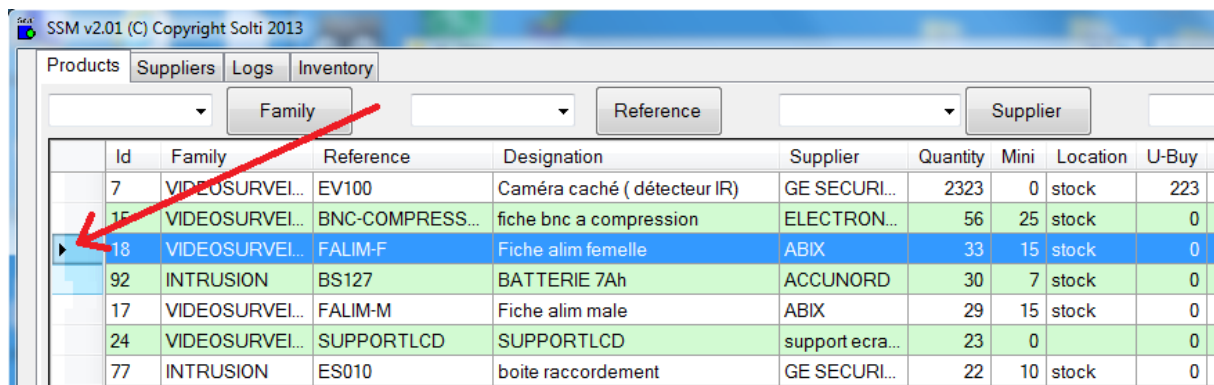 SSM v2.01 (C) Copyright Solti 2013
Products Suppliers Logs Inventory
Family Reference Supplier
Id Family Reference Designation Supplier Quantity Mini Location U-Buy
7 VIDEOSURVEI... EV100 Caméra caché ( détecteur IR) GE SECURI... 2323 0 stock 223
15 VIDEOSURVEI... BNC-COMPRESS... fiche bnc a compression ELECTRON... 56 25 stock 0
18 VIDEOSURVEI... FALIM-F Fiche alim femelle ABIX 33 15 stock 0
92 INTRUSION BS127 BATTERIE 7Ah ACCUNORD 30 7 stock 0
17 VIDEOSURVEI... FALIM-M Fiche alim male ABIX 29 15 stock 0
24 VIDEOSURVEI... SUPPORTLCD SUPPORTLCD support ecra... 23 0 0
77 INTRUSION ES010 boite raccordement GE SECURI... 22 10 stock 0